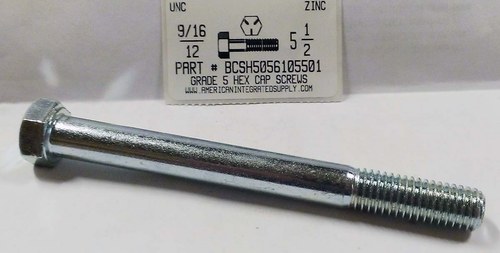 UNC ZINC
9/16 12 5 1/2
PART # BCSH5056105501
GRADE 5 HEX CAP SCREWS
WWW.AMERICANINTEGRATEDSUPPLY.COM